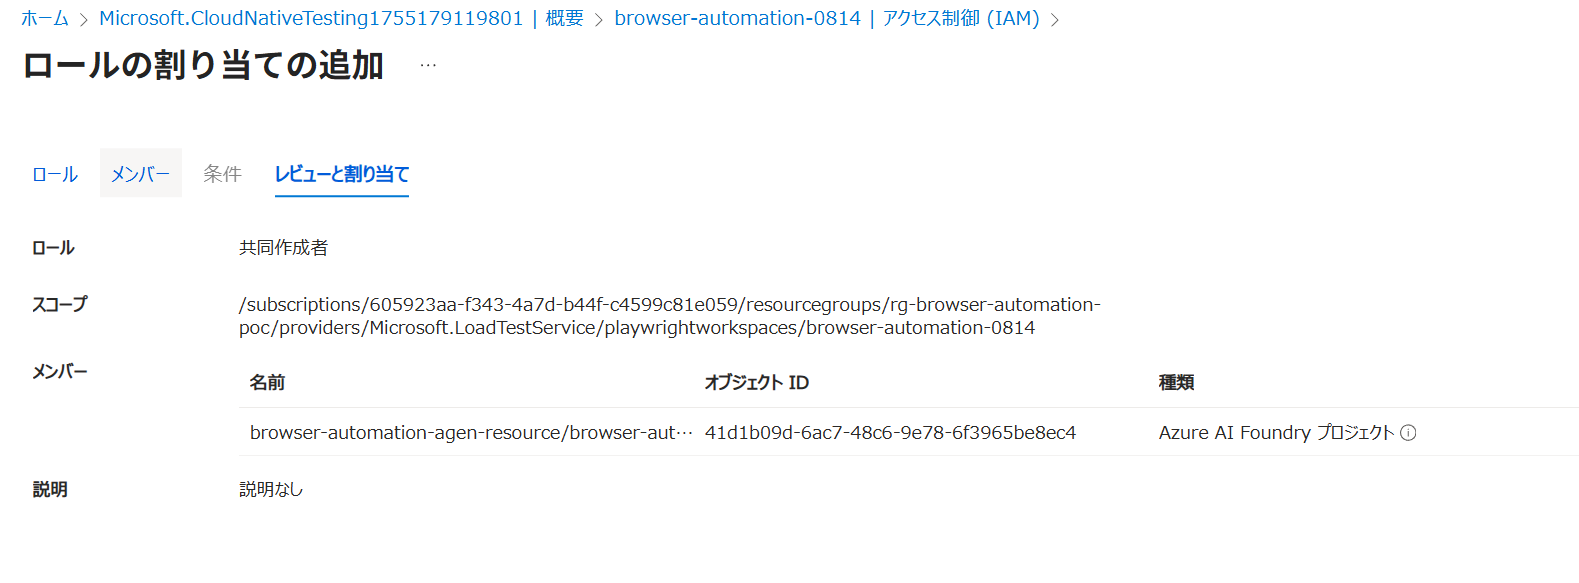 ホーム > Microsoft.CloudNativeTesting1755179119801 | 概要 > browser-automation-0814 | アクセス制御 (IAM) >
ロールの割り当ての追加 …
ロール メンバー 条件 レビューと割り当て
ロール 共同作成者
スコープ /subscriptions/605923aa-f343-4a7d-b44f-c4599c81e059/resourcegroups/rg-browser-automation-
poc/providers/Microsoft.LoadTestService/playwrightworkspaces/browser-automation-0814
メンバー
名前 オブジェクト ID 種類
browser-automation-agen-resource/browser-aut… 41d1b09d-6ac7-48c6-9e78-6f3965be8ec4 Azure AI Foundry プロジェクト
説明 説明なし